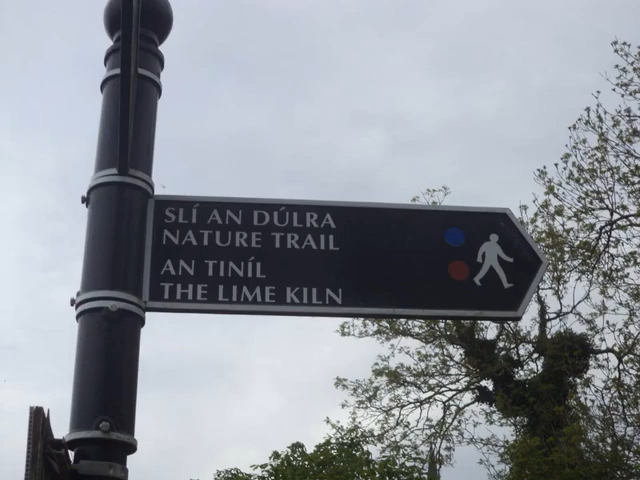 SLÍ AN DÚLRA
NATURE TRAIL
AN TINÍL
THE LIME KILN